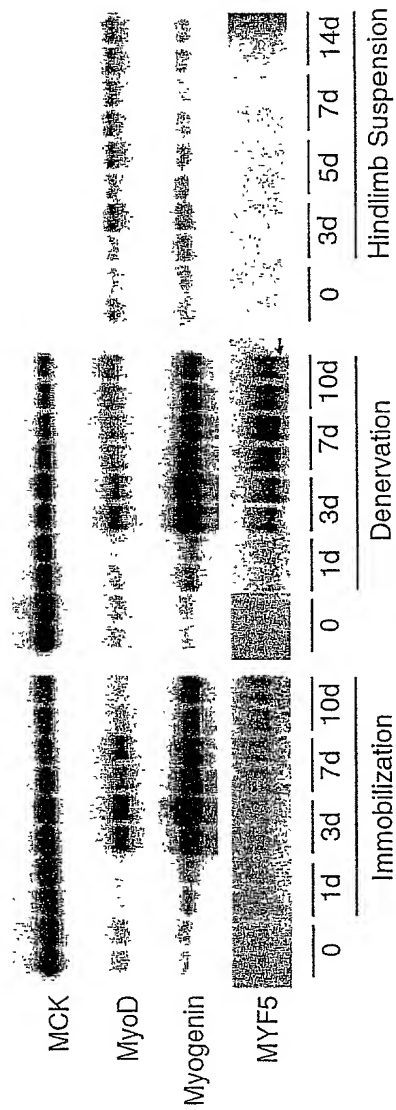 MCK
MyoD
Myogenin
MYF5
0 1d 3d 7d 10d
Immobilization
0 1d 3d 7d 10d
Denervation
0 3d 5d 7d 14d
Hindlimb Suspension